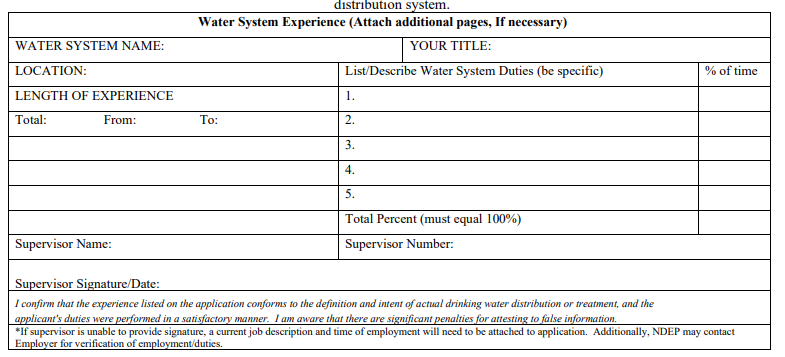 distribution system.
Water System Experience (Attach additional pages, If necessary)
WATER SYSTEM NAME: YOUR TITLE:
LOCATION: List/Describe Water System Duties (be specific) % of time
LENGTH OF EXPERIENCE 1.
Total: From: To: 2.
3.
4.
5.
Total Percent (must equal 100%)
Supervisor Name: Supervisor Number:
Supervisor Signature/Date:
I confirm that the experience listed on the application conforms to the definition and intent of actual drinking water distribution or treatment, and the
applicant's duties were performed in a satisfactory manner. I am aware that there are significant penalties for attesting to false information.
*If supervisor is unable to provide signature, a current job description and time of employment will need to be attached to application. Additionally, NDEP may contact
Employer for verification of employment/duties.